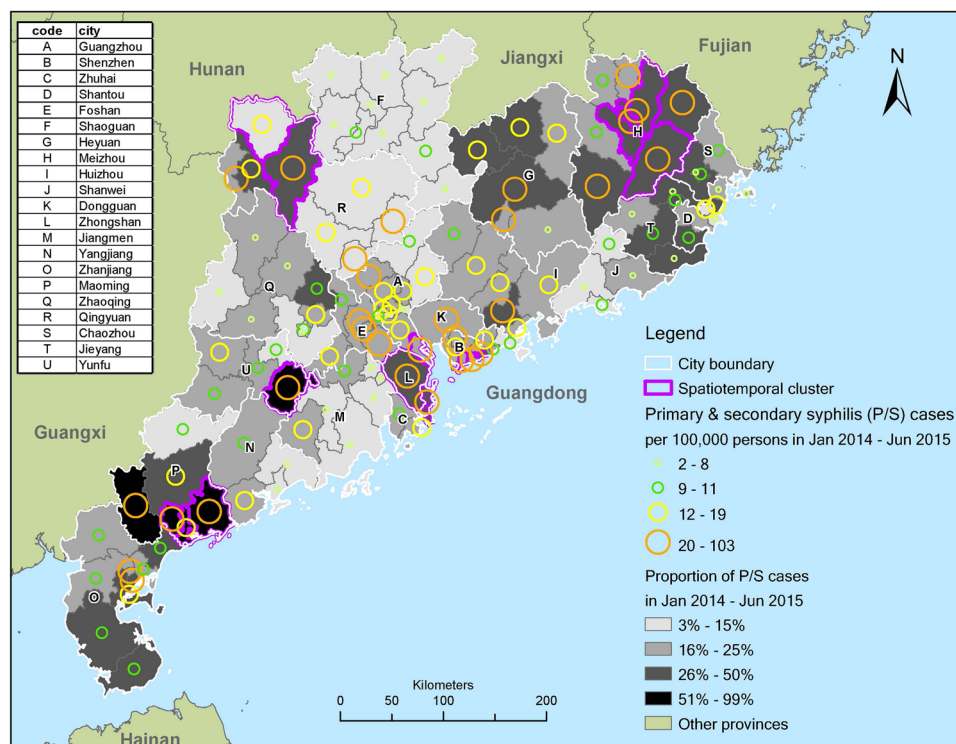 code city
A Guangzhou
B Shenzhen
C Zhuhai
D Shantou
E Foshan
F Shaoguan
G Heyuan
H Meizhou
I Huizhou
J Shanwei
K Dongguan
L Zhongshan
M Jiangmen
N Yangjiang
O Zhanjiang
P Maoming
Q Zhaoqing
R Qingyuan
S Chaozhou
T Jieyang
U Yunfu
Hunan
Jiangxi
Fujian
N
F
H
S
G
R
D
T
Q
A
I
J
K
E
B
U
L
Guangdong
M
C
Guangxi
N
P
O
Hainan
Kilometers
0 50 100 200
Legend
City boundary
Spatiotemporal cluster
Primary & secondary syphilis (P/S) cases
per 100,000 persons in Jan 2014 - Jun 2015
2 - 8
9 - 11
12 - 19
20 - 103
Proportion of P/S cases
in Jan 2014 - Jun 2015
3% - 15%
16% - 25%
26% - 50%
51% - 99%
Other provinces